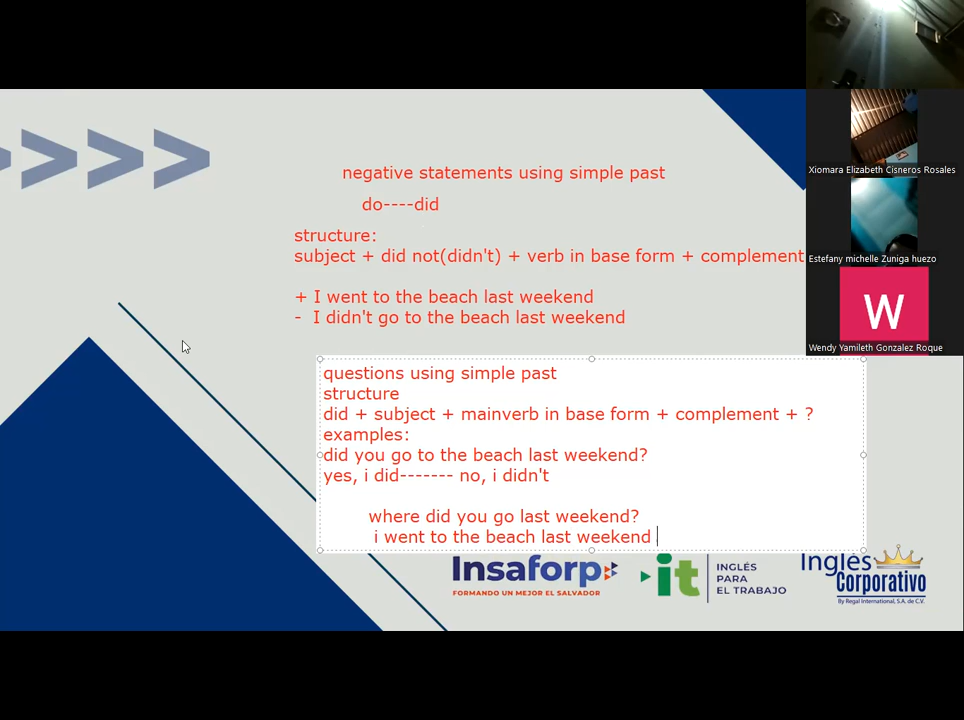 negative statements using simple past
do----did
structure:
subject + did not(didn't) + verb in base form + complement
+ I went to the beach last weekend
- I didn't go to the beach last weekend
questions using simple past
structure
did + subject + mainverb in base form + complement + ?
examples:
did you go to the beach last weekend?
yes, i did------- no, i didn't
where did you go last weekend?
i went to the beach last weekend
Insaforp
FORMANDO UN MEJOR EL SALVADOR
it
INGLÉS
PARA
EL TRABAJO
Inglés
Corporativo
By Regal International, S.A. de C.V.
Xiomara Elizabeth Cisneros Rosales
Estefany michelle Zuniga huezo
W
Wendy Yamileth Gonzalez Roque